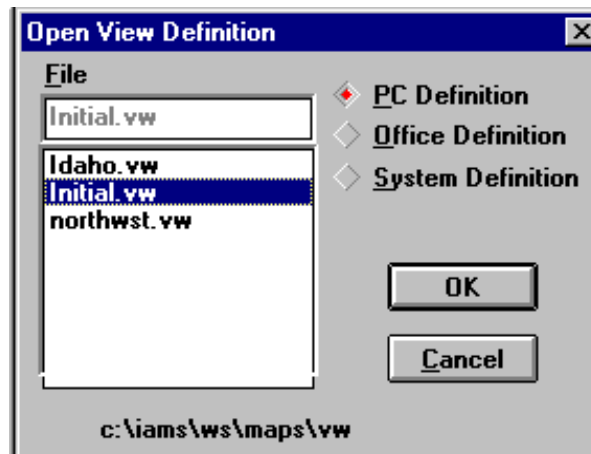 Open View Definition
File
Initial.vw
Idaho.vw
Initial.vw
northwst.vw
PC Definition
Office Definition
System Definition
OK
Cancel
c:\iams\ws\maps\vw